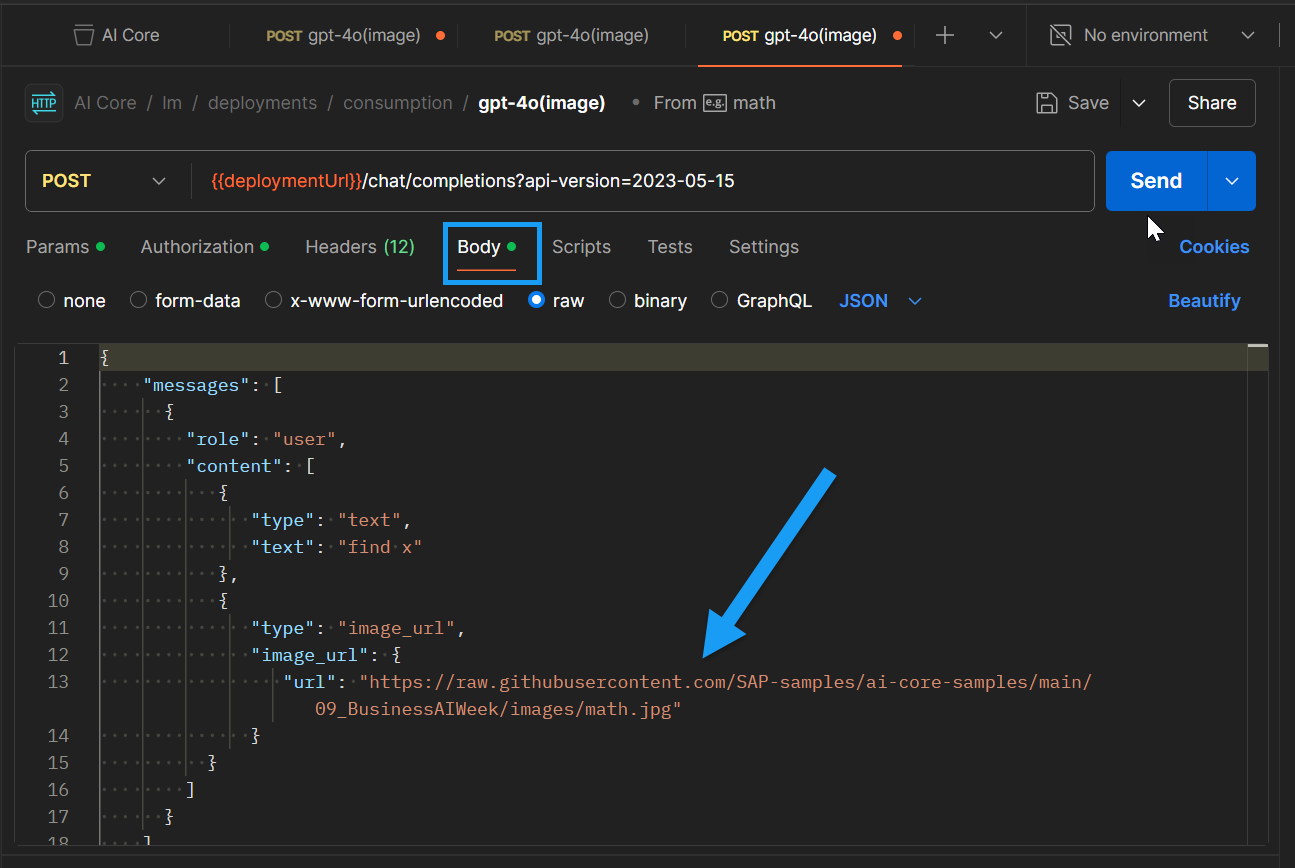 AI Core POST gpt-4o(image) POST gpt-4o(image) POST gpt-4o(image) No environment
HTTP AI Core / lm / deployments / consumption / gpt-4o(image) • From e.g. math Save Share
POST {{deploymentUrl}}/chat/completions?api-version=2023-05-15 Send
Params Authorization Headers (12) Body Scripts Tests Settings Cookies
none form-data x-www-form-urlencoded raw binary GraphQL JSON Beautify
1 {
2 "messages": [
3 {
4 "role": "user",
5 "content": [
6 {
7 "type": "text",
8 "text": "find x"
9 },
10 {
11 "type": "image_url",
12 "image_url": {
13 "url": "https://raw.githubusercontent.com/SAP-samples/ai-core-samples/main/
09_BusinessAIWeek/images/math.jpg"
14 }
15 }
16 ]
17 }
18 ]